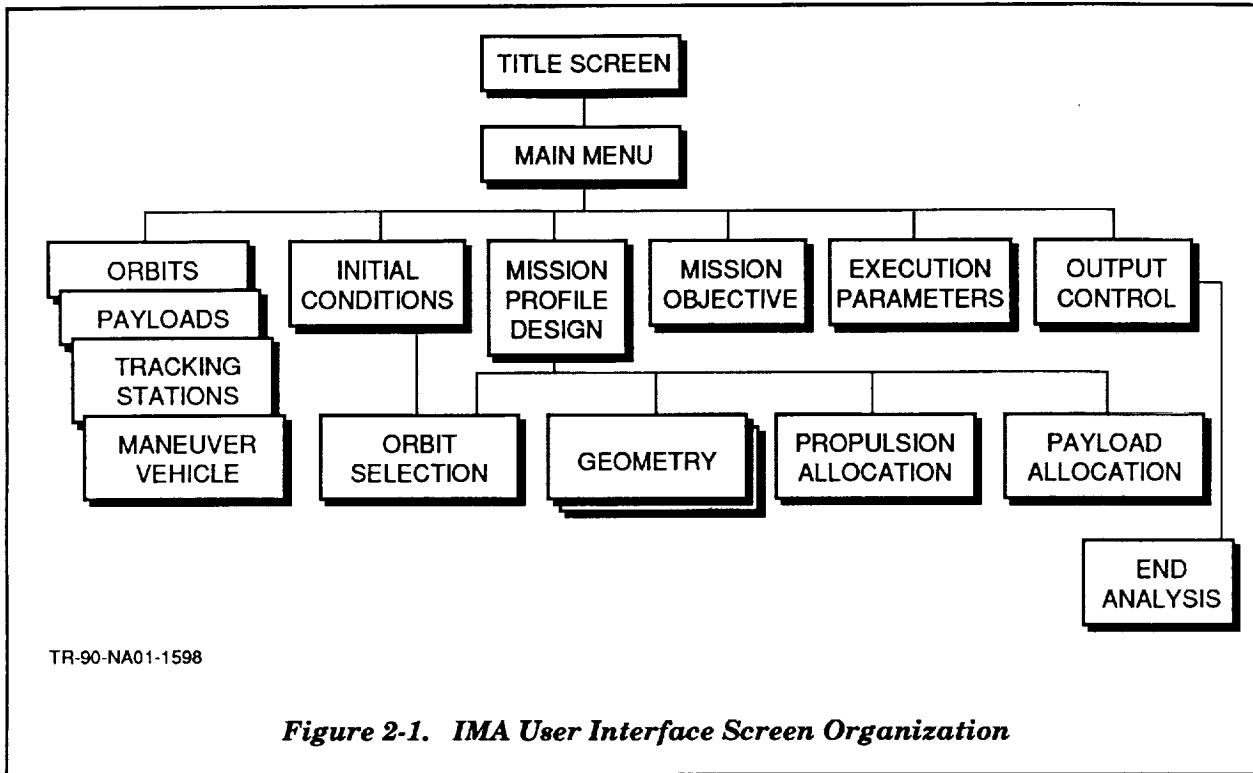 TITLE SCREEN
MAIN MENU
ORBITS
PAYLOADS
TRACKING
STATIONS
MANEUVER
VEHICLE
INITIAL
CONDITIONS
MISSION
PROFILE
DESIGN
MISSION
OBJECTIVE
EXECUTION
PARAMETERS
OUTPUT
CONTROL
ORBIT
SELECTION
GEOMETRY
PROPULSION
ALLOCATION
PAYLOAD
ALLOCATION
END
ANALYSIS
TR-90-NA01-1598
Figure 2-1. IMA User Interface Screen Organization